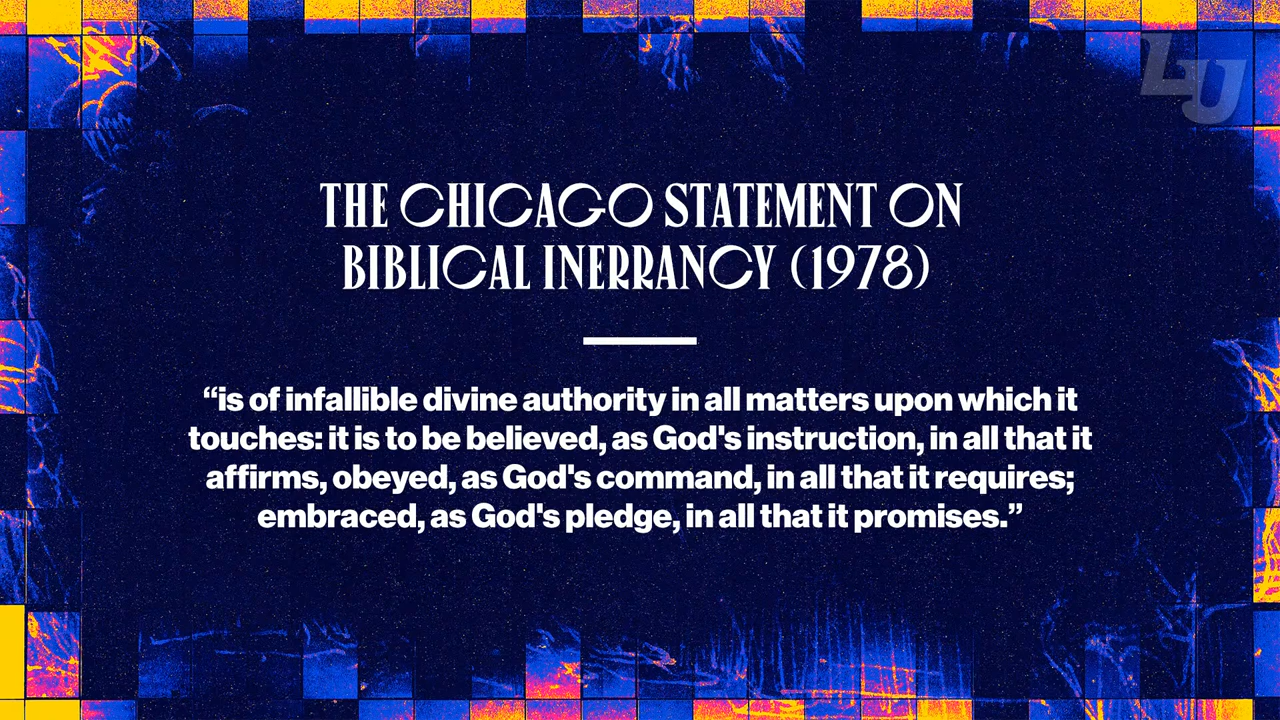 LU
THE CHICAGO STATEMENT ON
BIBLICAL INERRANCY (1978)
“is of infallible divine authority in all matters upon which it
touches: it is to be believed, as God's instruction, in all that it
affirms, obeyed, as God's command, in all that it requires;
embraced, as God's pledge, in all that it promises.”